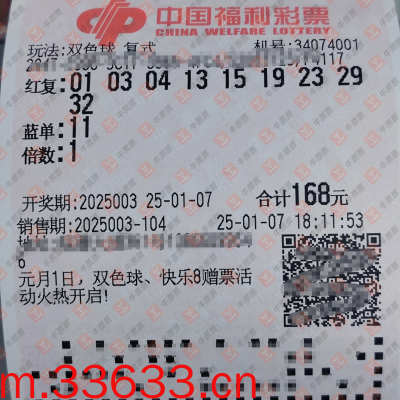 中国福利彩票
CHINA WELFARE LOTTERY
玩法:双色球 复式
机号:34074001
红复:01 03 04 13 15 19 23 29
32
蓝单:11
倍数:1
开奖期:2025003 25-01-07 合计168元
销售期:2025003-104 25-01-07 18:11:53
元月1日，双色球、快乐8赠票活
动火热开启！
m.33633.cn